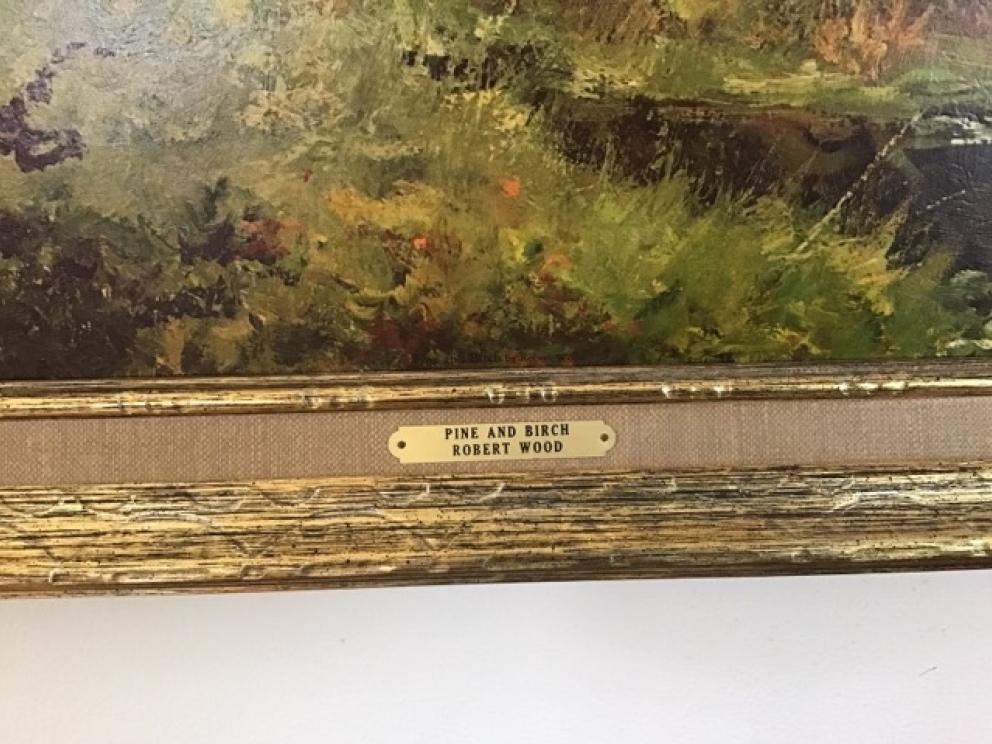 PINE AND BIRCH
ROBERT WOOD